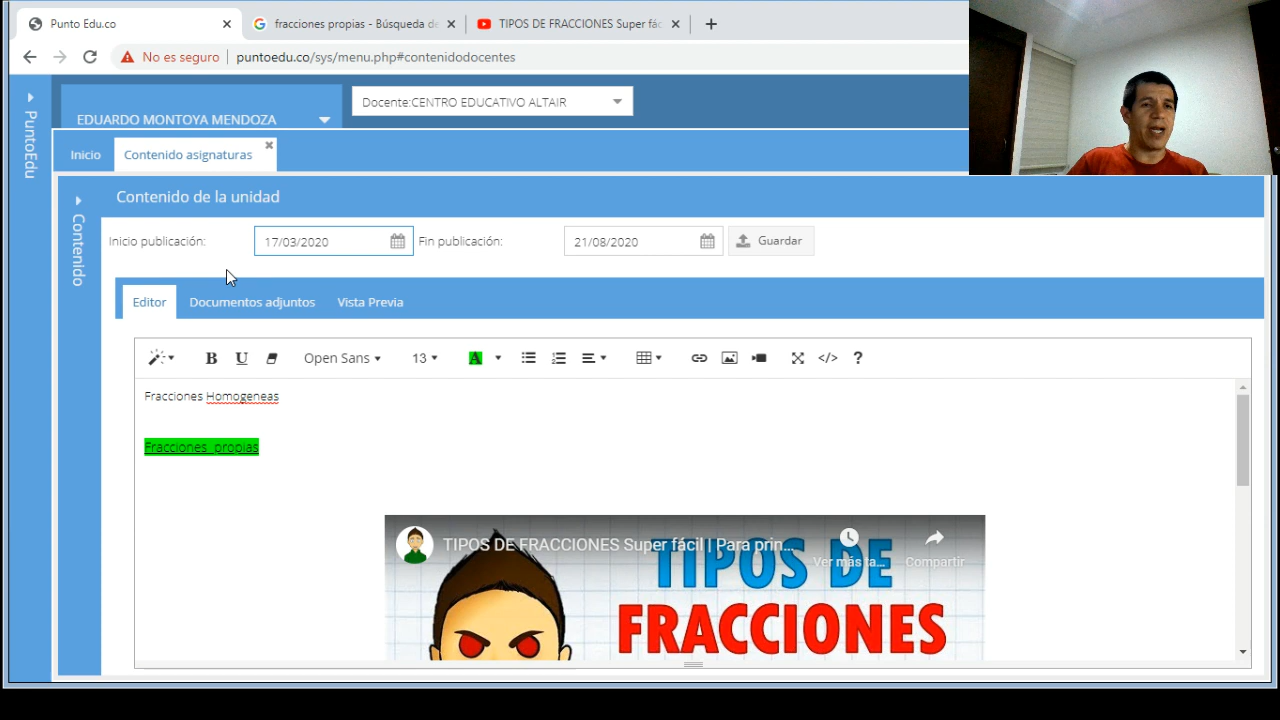 Punto Edu.co
fracciones propias - Búsqueda de
TIPOS DE FRACCIONES Super fác
No es seguro
puntoedu.co/sys/menu.php#contenidodocentes
PuntoEdu
EDUARDO MONTOYA MENDOZA
Docente:CENTRO EDUCATIVO ALTAIR
Inicio
Contenido asignaturas
Contenido
Contenido de la unidad
Inicio publicación:
17/03/2020
Fin publicación:
21/08/2020
Guardar
Editor
Documentos adjuntos
Vista Previa
B U Open Sans 13 A </> ?
Fracciones Homogeneas
Fracciones propias
TIPOS DE FRACCIONES Super fácil | Para prin...
Ver más ta...
Compartir
TIPOS DE
FRACCIONES